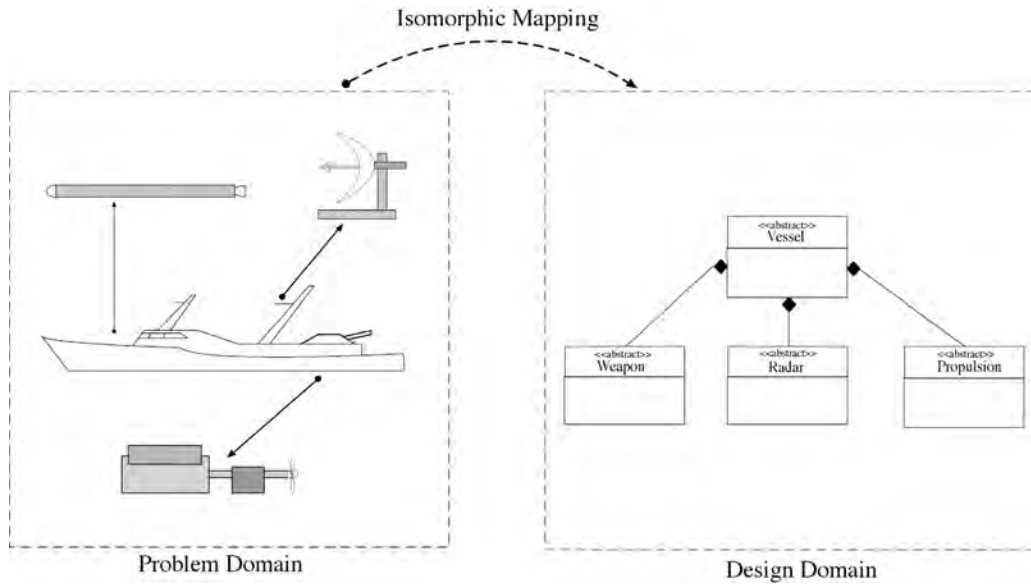 Isomorphic Mapping
<<abstract>>
Vessel
<<abstract>>
Weapon
<<abstract>>
Radar
<<abstract>>
Propulsion
Problem Domain
Design Domain